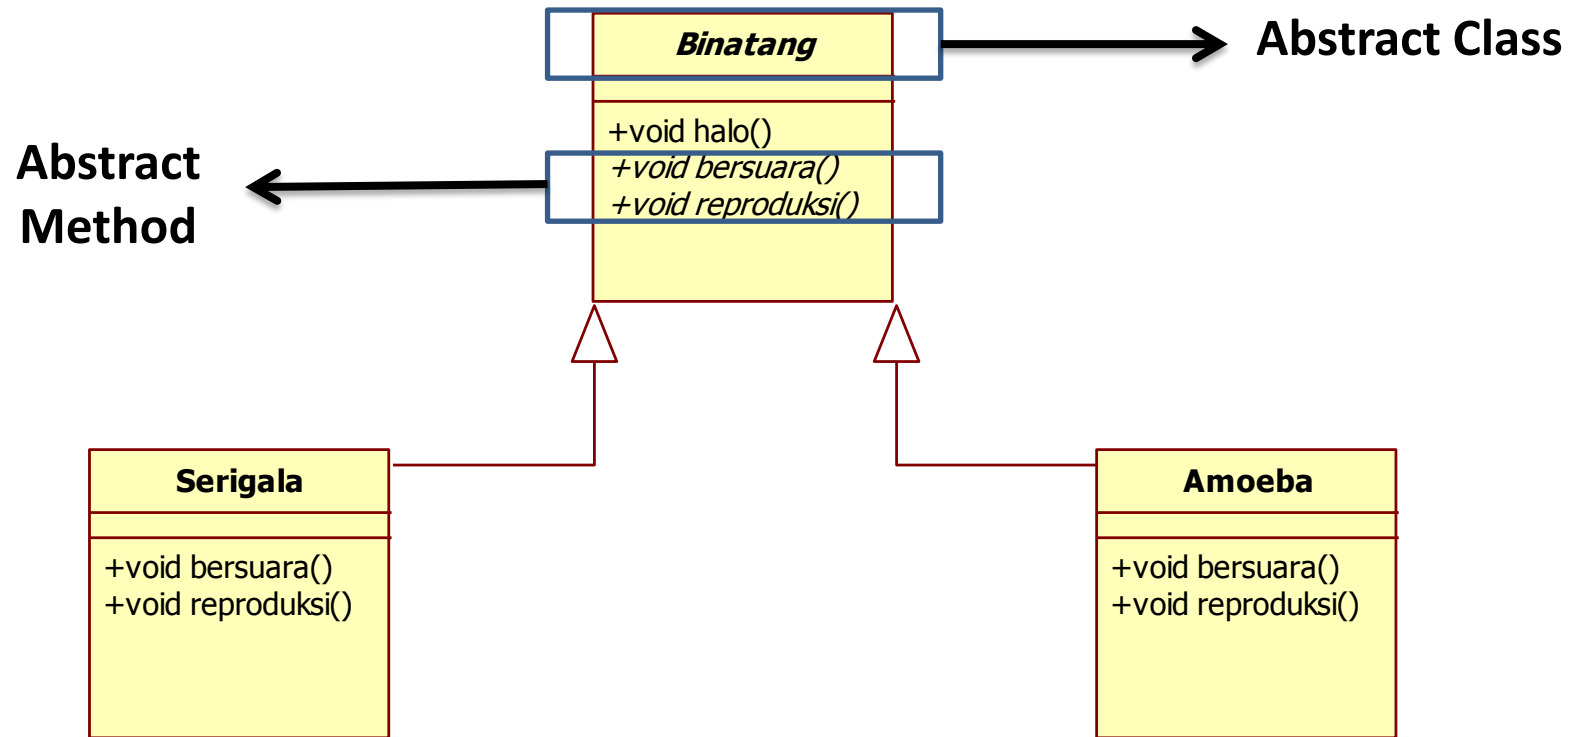 Binatang
Abstract Class
+void halo()
+void bersuara()
+void reproduksi()
Abstract
Method
Serigala
+void bersuara()
+void reproduksi()
Amoeba
+void bersuara()
+void reproduksi()